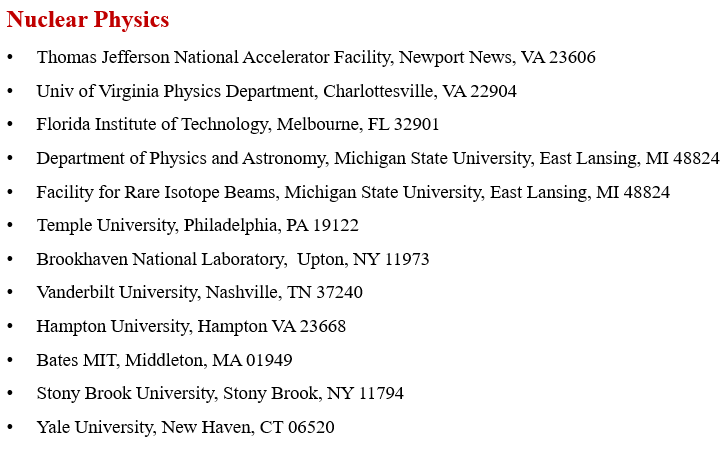 Nuclear Physics
• Thomas Jefferson National Accelerator Facility, Newport News, VA 23606
• Univ of Virginia Physics Department, Charlottesville, VA 22904
• Florida Institute of Technology, Melbourne, FL 32901
• Department of Physics and Astronomy, Michigan State University, East Lansing, MI 48824
• Facility for Rare Isotope Beams, Michigan State University, East Lansing, MI 48824
• Temple University, Philadelphia, PA 19122
• Brookhaven National Laboratory,  Upton, NY 11973
• Vanderbilt University, Nashville, TN 37240
• Hampton University, Hampton VA 23668
• Bates MIT, Middleton, MA 01949
• Stony Brook University, Stony Brook, NY 11794
• Yale University, New Haven, CT 06520